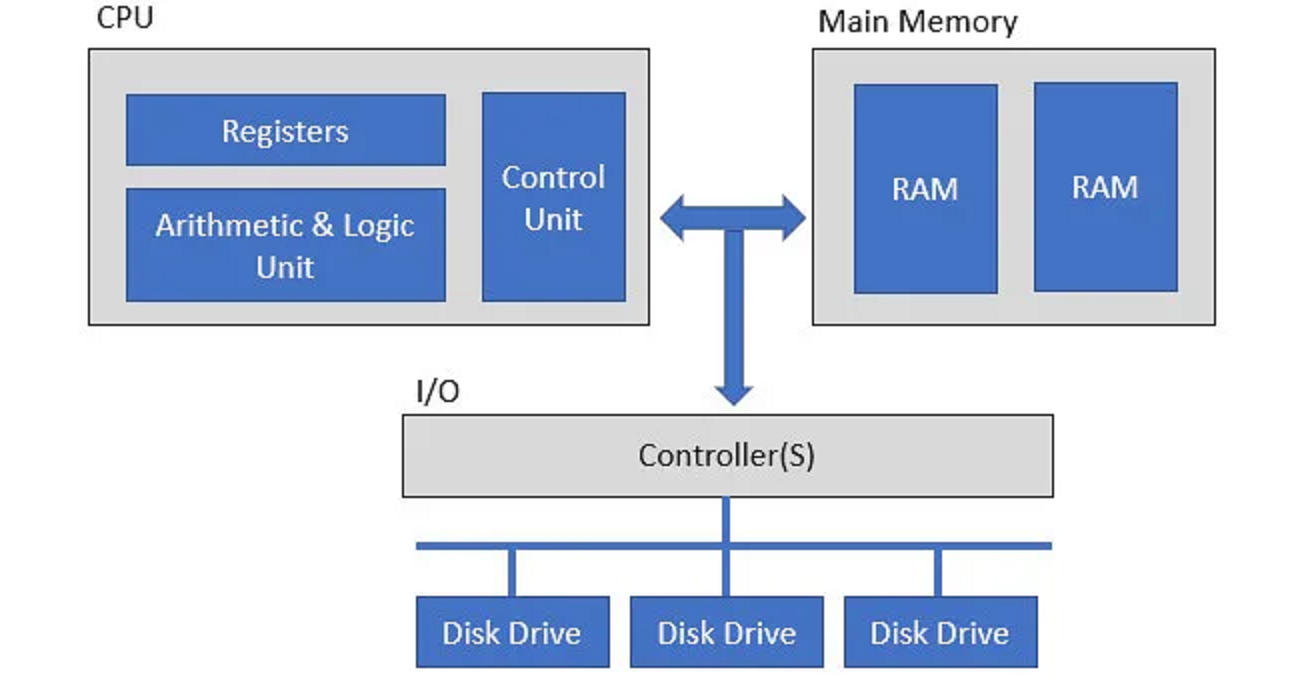 CPU
Main Memory
Registers
Control
Unit
Arithmetic & Logic
Unit
RAM
RAM
I/O
Controller(S)
Disk Drive
Disk Drive
Disk Drive